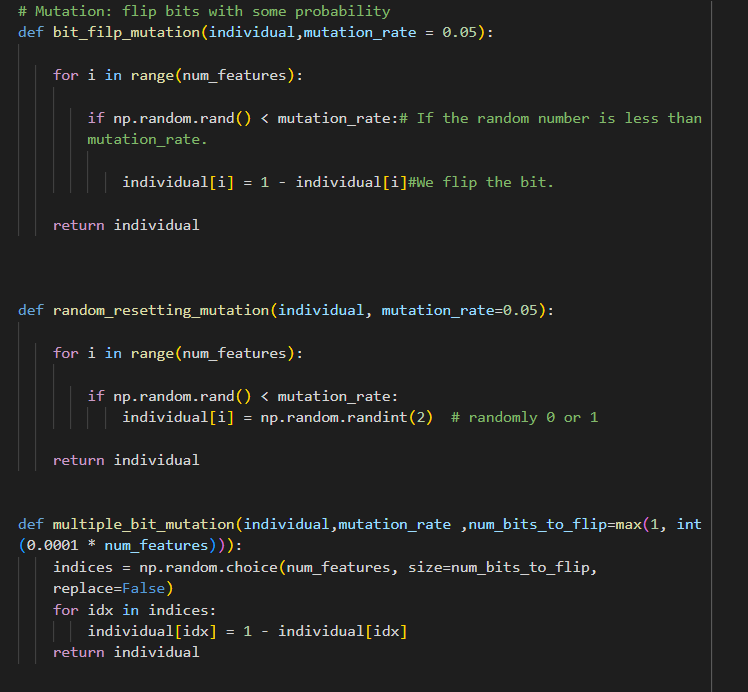 # Mutation: flip bits with some probability
def bit_filp_mutation(individual,mutation_rate = 0.05):
for i in range(num_features):
if np.random.rand() < mutation_rate:# If the random number is less than
mutation_rate.
individual[i] = 1 - individual[i]#We flip the bit.
return individual
def random_resetting_mutation(individual, mutation_rate=0.05):
for i in range(num_features):
if np.random.rand() < mutation_rate:
individual[i] = np.random.randint(2)  # randomly 0 or 1
return individual
def multiple_bit_mutation(individual,mutation_rate ,num_bits_to_flip=max(1, int
(0.0001 * num_features))):
indices = np.random.choice(num_features, size=num_bits_to_flip,
replace=False)
for idx in indices:
individual[idx] = 1 - individual[idx]
return individual